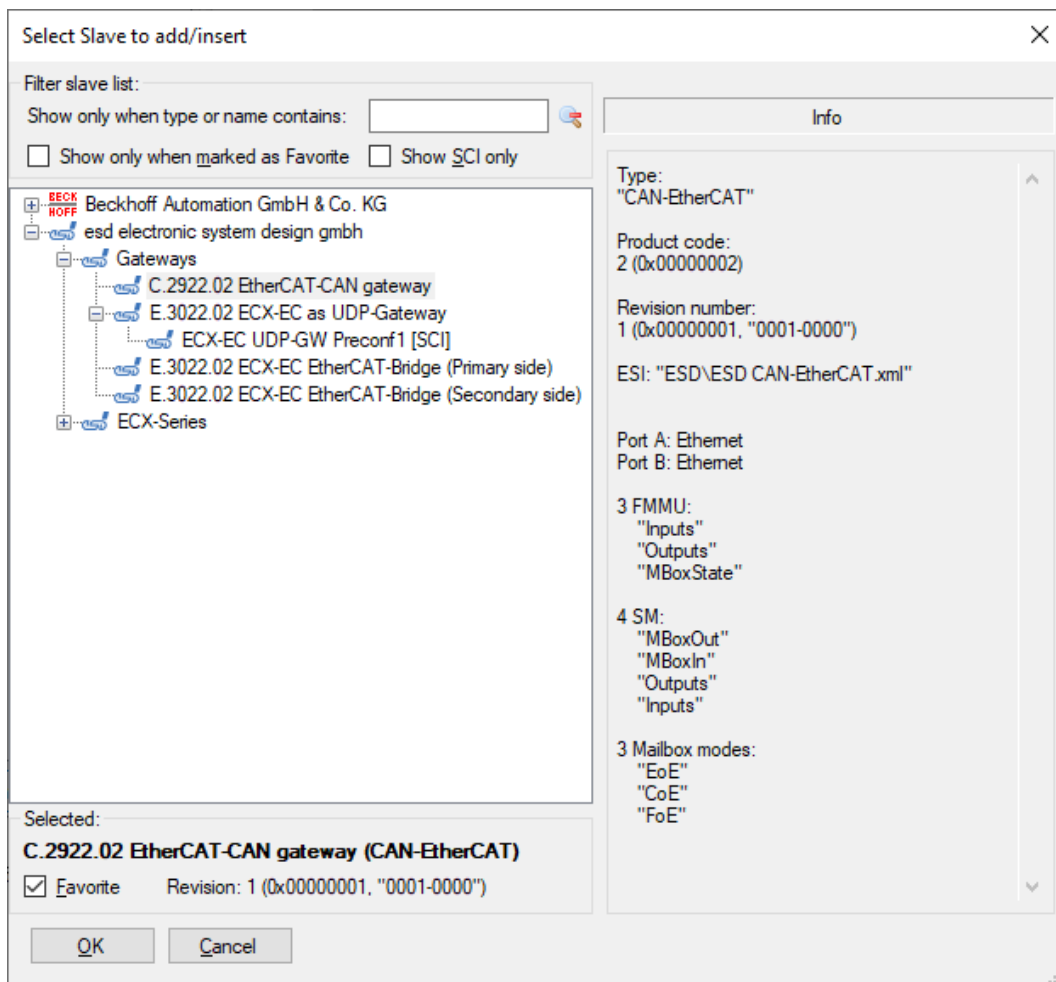 Select Slave to add/insert
Filter slave list:
Show only when type or name contains:
Show only when marked as Favorite
Show SCI only
BECK
HOFF
Beckhoff Automation GmbH & Co. KG
esd electronic system design gmbh
Gateways
C.2922.02 EtherCAT-CAN gateway
E.3022.02 ECX-EC as UDP-Gateway
ECX-EC UDP-GW Preconf1 [SCI]
E.3022.02 ECX-EC EtherCAT-Bridge (Primary side)
E.3022.02 ECX-EC EtherCAT-Bridge (Secondary side)
ECX-Series
Selected:
C.2922.02 EtherCAT-CAN gateway (CAN-EtherCAT)
Favorite
Revision: 1 (0x00000001, "0001-0000")
OK
Cancel
Info
Type:
"CAN-EtherCAT"
Product code:
2 (0x00000002)
Revision number:
1 (0x00000001, "0001-0000")
ESI: "ESD\ESD CAN-EtherCAT.xml"
Port A: Ethernet
Port B: Ethernet
3 FMMU:
"Inputs"
"Outputs"
"MBoxState"
4 SM:
"MBoxOut"
"MBoxIn"
"Outputs"
"Inputs"
3 Mailbox modes:
"EoE"
"CoE"
"FoE"